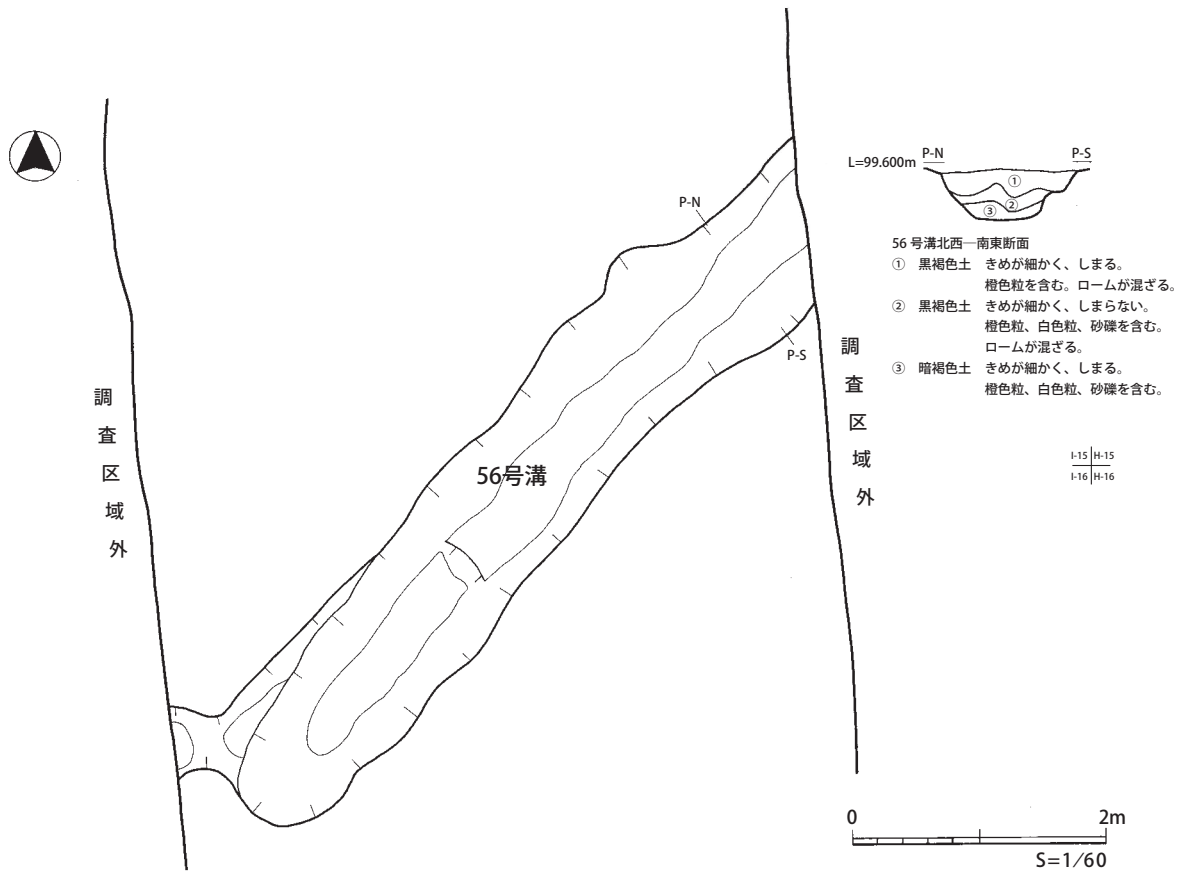 L=99.600m
P-N
P-S
①
②
③
56 号溝北西―南東断面
① 黒褐色土 きめが細かく、しまる。
橙色粒を含む。ロームが混ざる。
② 黒褐色土 きめが細かく、しまらない。
橙色粒、白色粒、砂礫を含む。
ロームが混ざる。
③ 暗褐色土 きめが細かく、しまる。
橙色粒、白色粒、砂礫を含む。
P-N
P-S
調査区域外
調査区域外
56号溝
I-15 H-15
I-16 H-16
0 2m
S=1/60